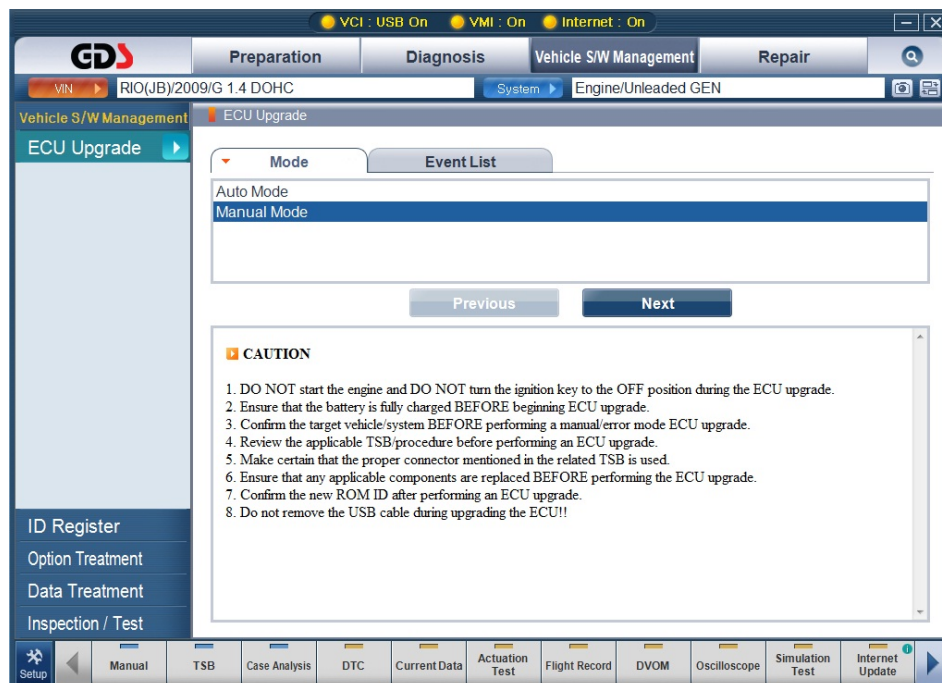 VCI : USB On VMI : On Internet : On
GDS Preparation Diagnosis Vehicle S/W Management Repair
VIN RIO(JB)/2009/G 1.4 DOHC System Engine/Unleaded GEN
Vehicle S/W Management
ECU Upgrade
ECU Upgrade
Mode Event List
Auto Mode
Manual Mode
Previous Next
CAUTION
1. DO NOT start the engine and DO NOT turn the ignition key to the OFF position during the ECU upgrade.
2. Ensure that the battery is fully charged BEFORE beginning ECU upgrade.
3. Confirm the target vehicle/system BEFORE performing a manual/error mode ECU upgrade.
4. Review the applicable TSB/procedure before performing an ECU upgrade.
5. Make certain that the proper connector mentioned in the related TSB is used.
6. Ensure that any applicable components are replaced BEFORE performing the ECU upgrade.
7. Confirm the new ROM ID after performing an ECU upgrade.
8. Do not remove the USB cable during upgrading the ECU!!
ID Register
Option Treatment
Data Treatment
Inspection / Test
Setup Manual TSB Case Analysis DTC Current Data Actuation Test Flight Record DVOM Oscilloscope Simulation Test Internet Update